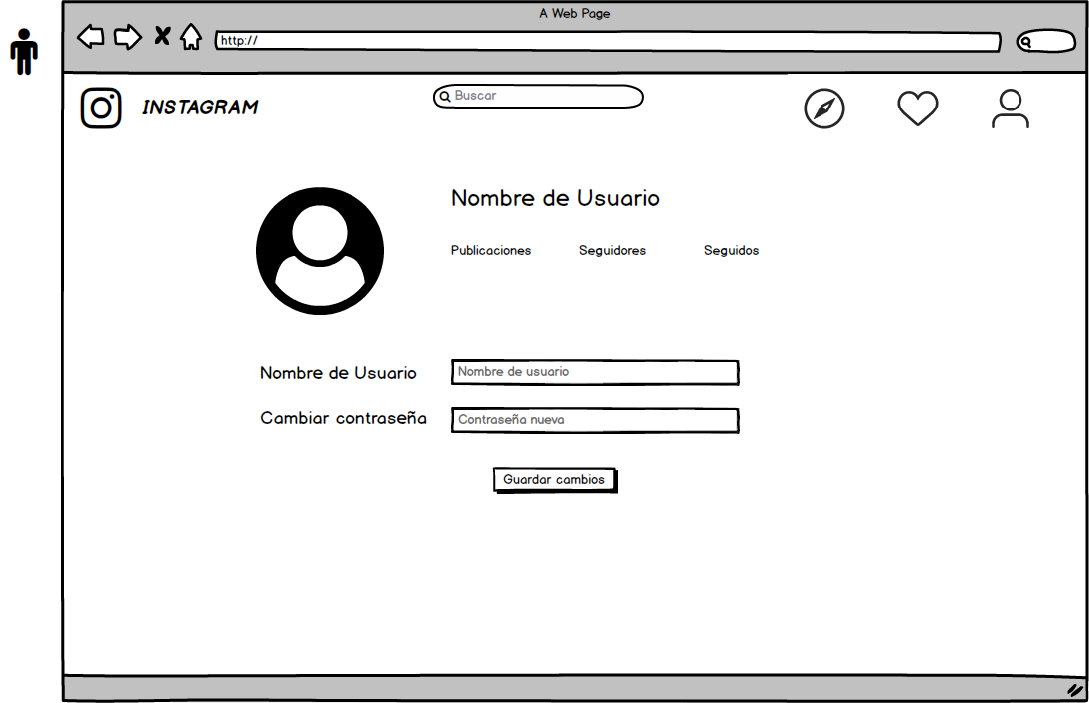 A Web Page
http://
INSTAGRAM
Buscar
Nombre de Usuario
Publicaciones Seguidores Seguidos
Nombre de Usuario Nombre de usuario
Cambiar contraseña Contraseña nueva
Guardar cambios